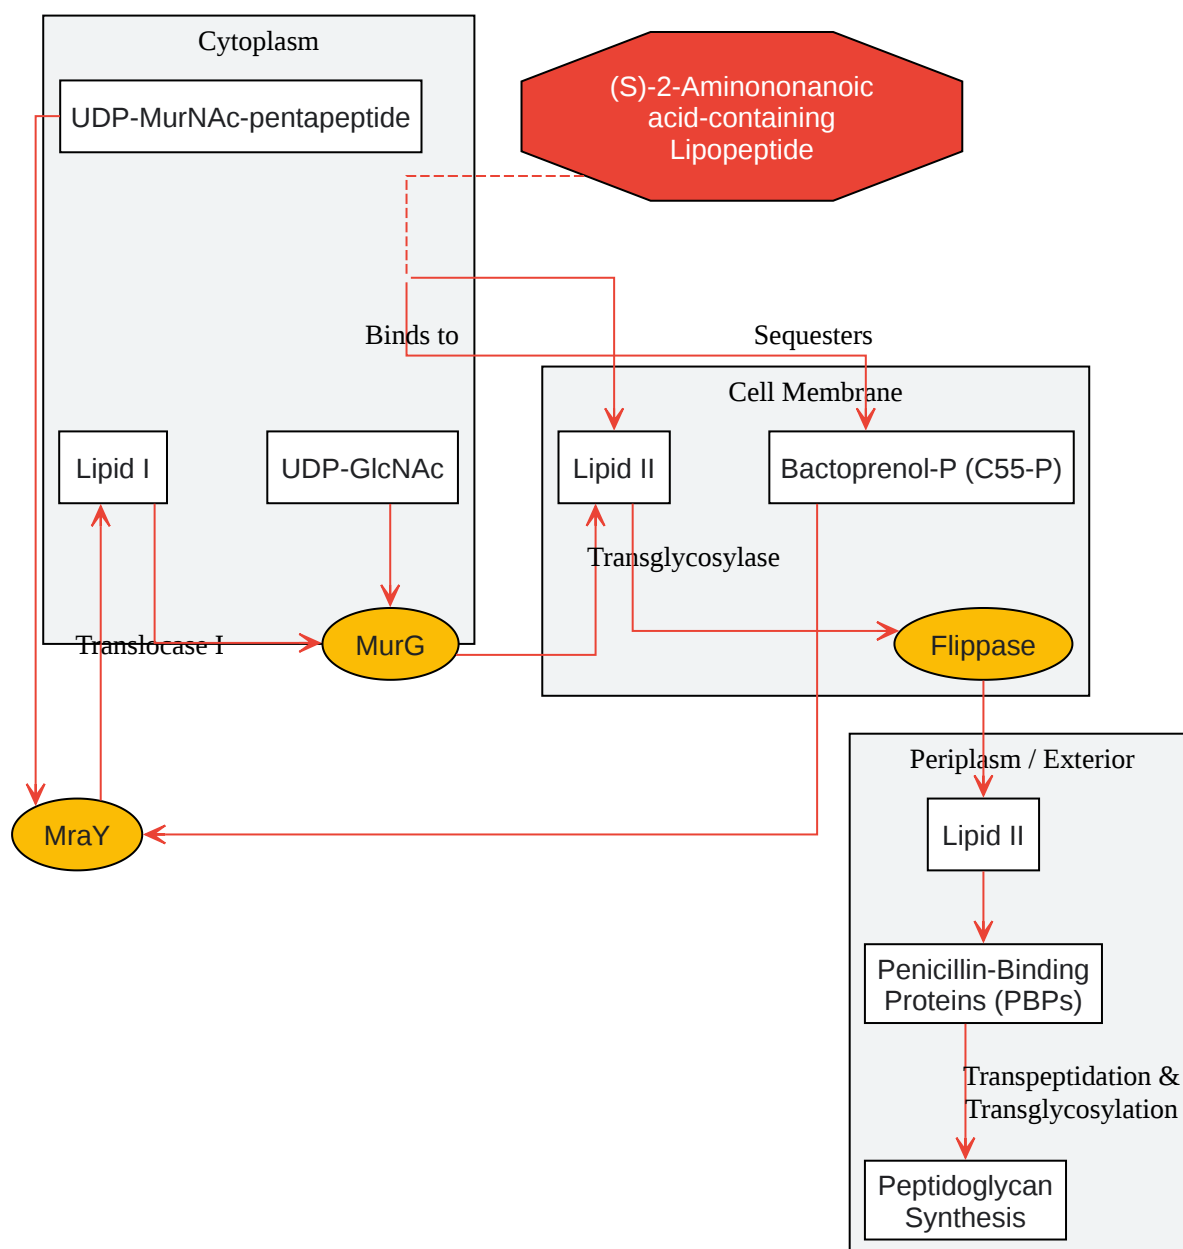 Cytoplasm
UDP-MurNAc-pentapeptide
(S)-2-Aminononanoic
acid-containing
Lipopeptide
Binds to
Sequesters
Cell Membrane
Lipid I
UDP-GlcNAc
Lipid II
Bactoprenol-P (C55-P)
Transglycosylase
Translocase I
MurG
Flippase
Periplasm / Exterior
MraY
Lipid II
Penicillin-Binding
Proteins (PBPs)
Transpeptidation &
Transglycosylation
Peptidoglycan
Synthesis